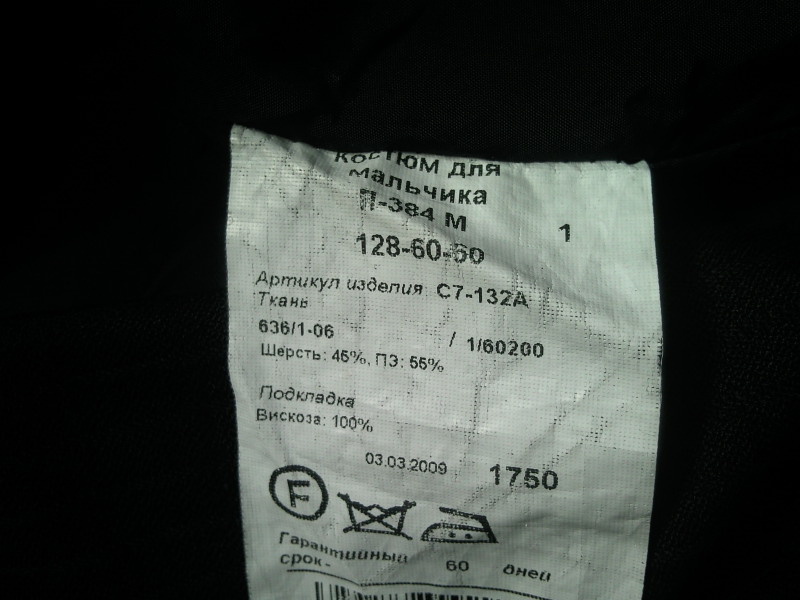 Костюм для
мальчика
П-384 М
1
128-60-60
Артикул изделия С7-132А
Ткань
636/1-06 / 1/60200
Шерсть: 45%, ПЭ: 55%
Подкладка
Вискоза: 100%
03.03.2009 1750
F
Гарантийный
срок- 60 дней